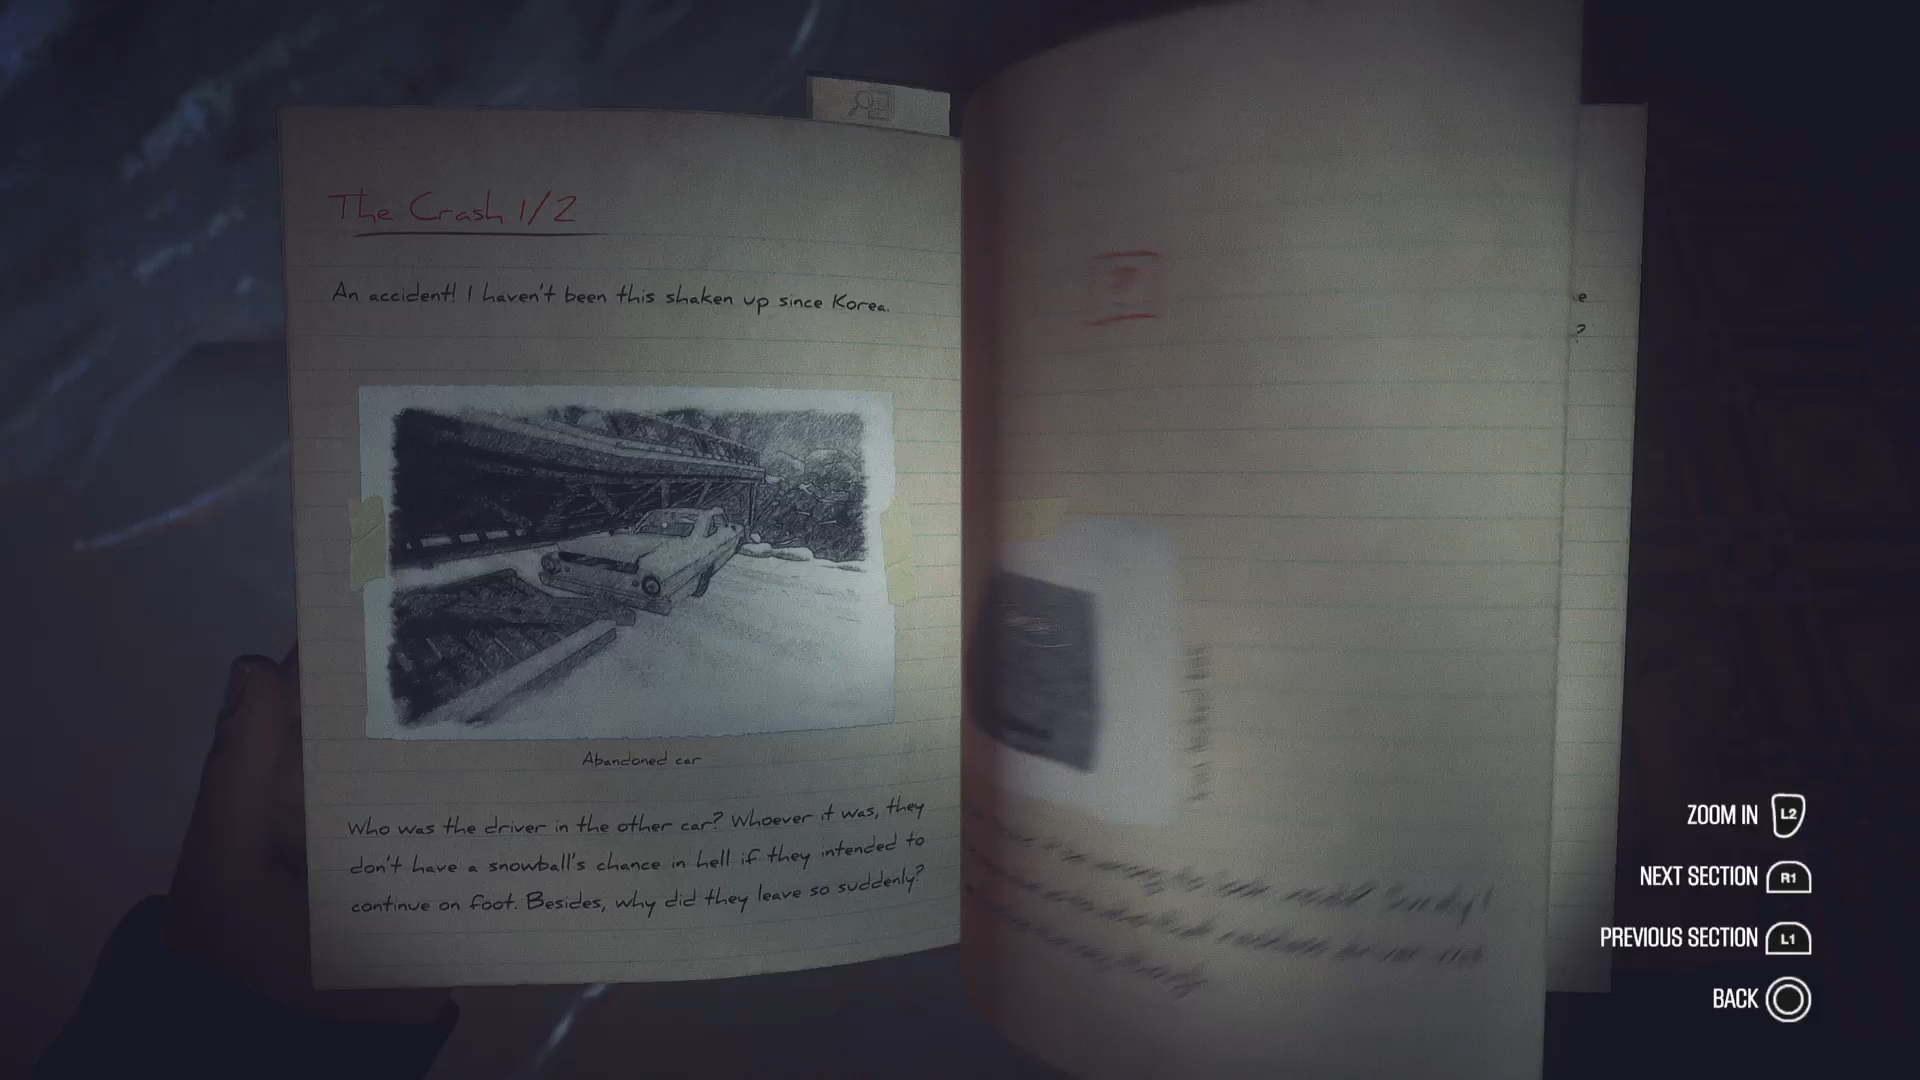 The Crash 1/2
An accident! I haven't been this shaken up since Korea.
Abandoned car
Who was the driver in the other car? Whoever it was, they
don't have a snowball's chance in hell if they intended to
continue on foot. Besides, why did they leave so suddenly?
e
?
ZOOM IN L2
NEXT SECTION R1
PREVIOUS SECTION L1
BACK